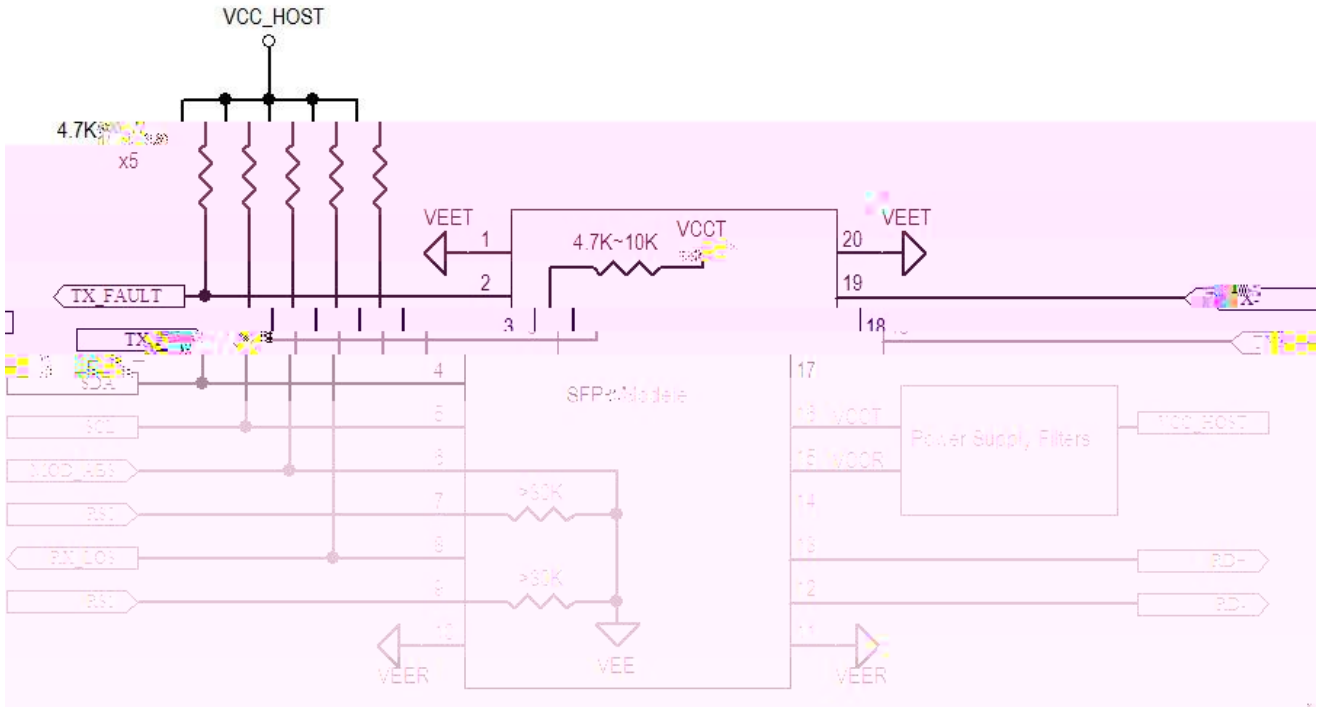 VCC_HOST
4.7K
x5
VEET
1
4.7K~10K
VCCT
20
VEET
TX_FAULT
2
19
3
18
SDA
4
17
SCL
5
16
VCCT
Power Supply Filters
VCC_HOST
MOD_ABS
6
15
VCCR
RS0
7
>30K
14
RX_LOS
8
13
RD+
RS1
9
>30K
12
RD-
10
11
VEER
VEE
VEER